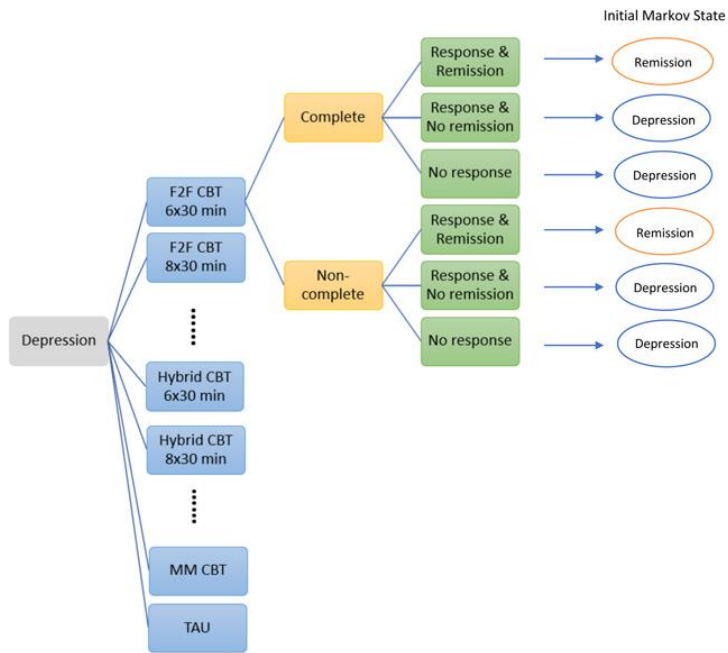 Initial Markov State
Response &
Remission
Remission
Complete
Response &
No remission
Depression
No response
Depression
F2F CBT
6x30 min
Response &
Remission
Remission
F2F CBT
8x30 min
Non-
complete
Response &
No remission
Depression
Depression
No response
Depression
Hybrid CBT
6x30 min
Hybrid CBT
8x30 min
MM CBT
TAU